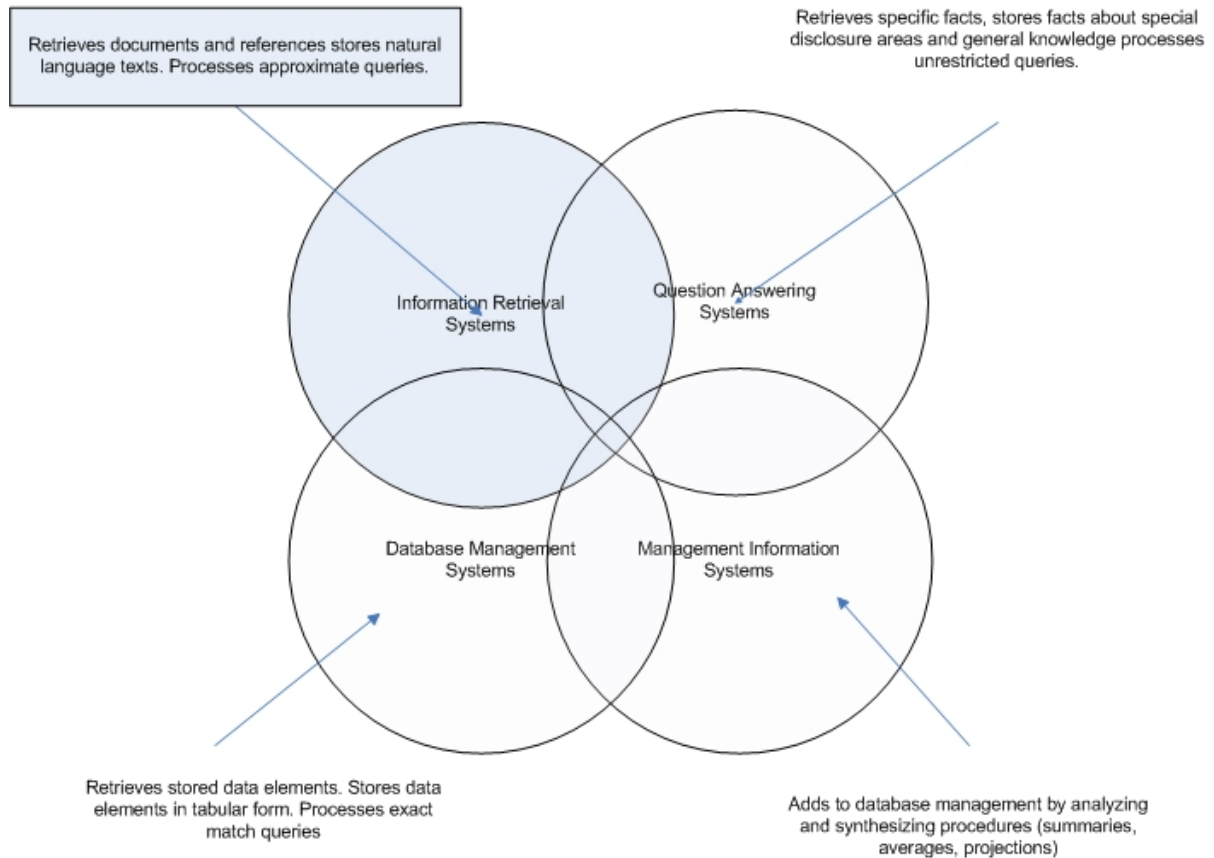 Retrieves documents and references stores natural
language texts. Processes approximate queries.
Retrieves specific facts, stores facts about special
disclosure areas and general knowledge processes
unrestricted queries.
Information Retrieval
Systems
Question Answering
Systems
Database Management
Systems
Management Information
Systems
Retrieves stored data elements. Stores data
elements in tabular form. Processes exact
match queries
Adds to database management by analyzing
and synthesizing procedures (summaries,
averages, projections)